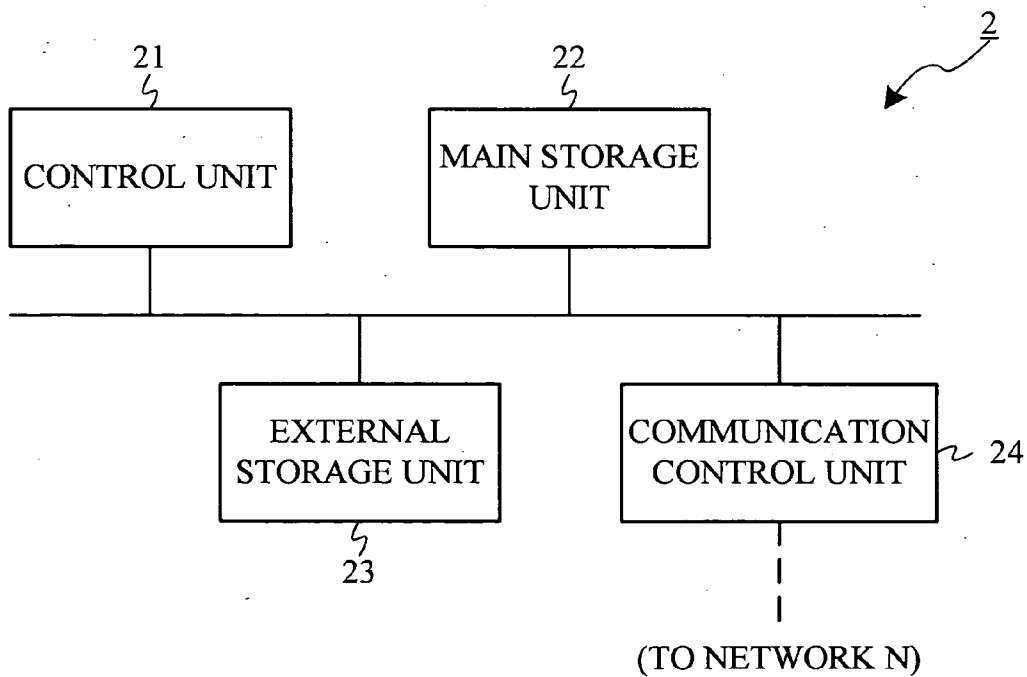 2
21
22
CONTROL UNIT
MAIN STORAGE
UNIT
EXTERNAL
STORAGE UNIT
COMMUNICATION
CONTROL UNIT
24
23
(TO NETWORK N)